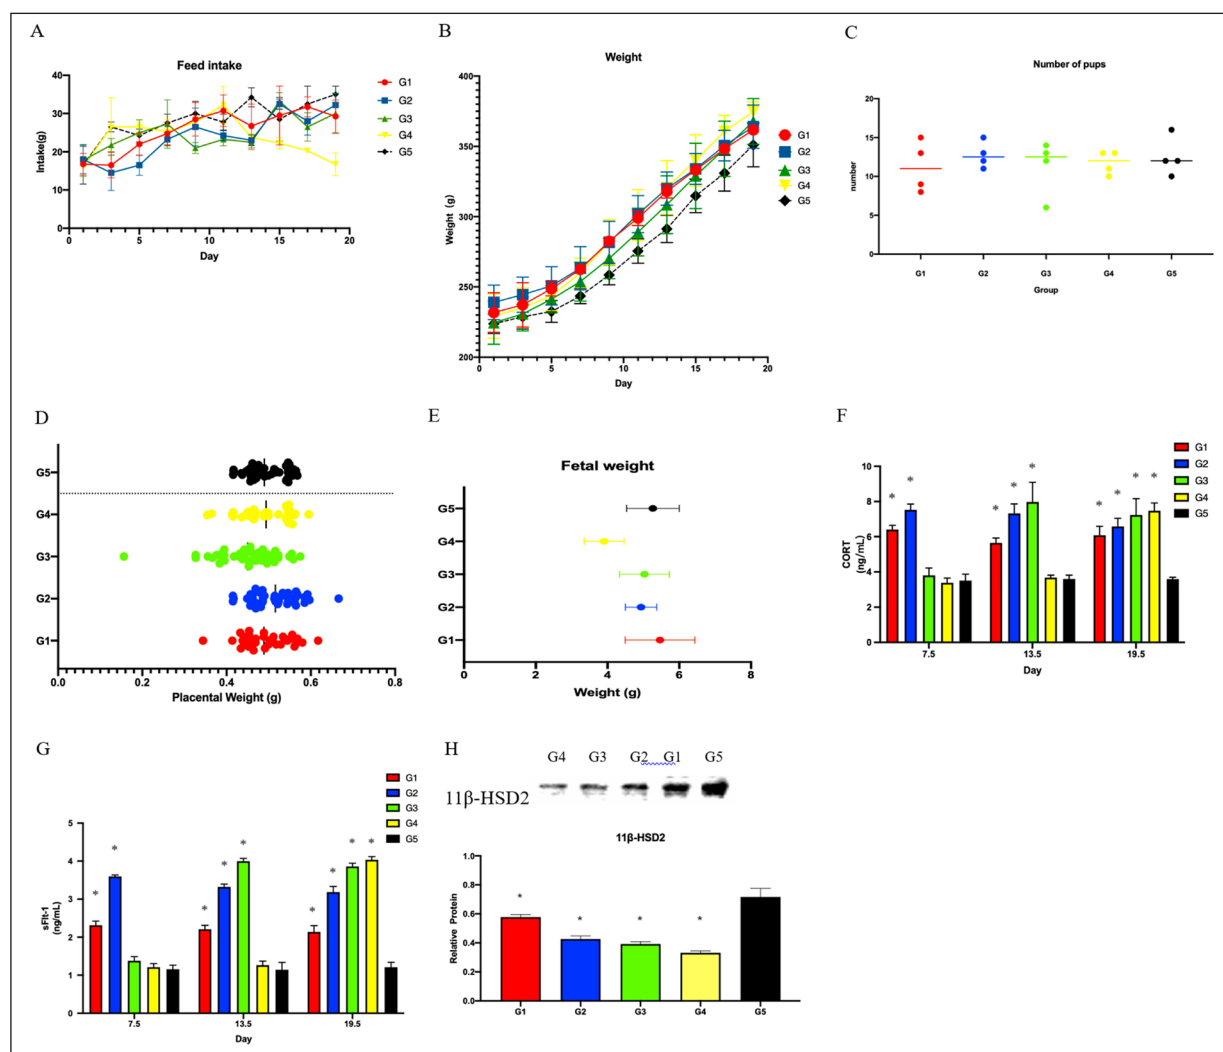 A
Feed intake
Intake(g)
40
30
20
10
0
0 5 10 15 20
Day
G1
G2
G3
G4
G5
B
Weight
Weight (g)
400
350
300
260
240
200
0 5 10 15 20
Day
G1
G2
G3
G4
G5
C
Number of pups
number
20
15
10
5
0
G1 G2 G3 G4 G5
Group
D
G5
G4
G3
G2
G1
0.0 0.2 0.4 0.6 0.8
Placental Weight (g)
E
Fetal weight
G5
G4
G3
G2
G1
0 2 4 6 8
Weight (g)
F
CORT
(ng/mL)
10
8
6
4
2
0
* * * * * * * * *
7.5 13.5 19.5
Day
G1
G2
G3
G4
G5
G
sFlt-1
(ng/mL)
5
4
3
2
1
0
* * * * * * * * *
7.5 13.5 19.5
Day
G1
G2
G3
G4
G5
H
G4 G3 G2 G1 G5
11β-HSD2
11β-HSD2
Relative Protein
1.0
0.8
0.6
0.4
0.2
0.0
* * * *
G1 G2 G3 G4 G5